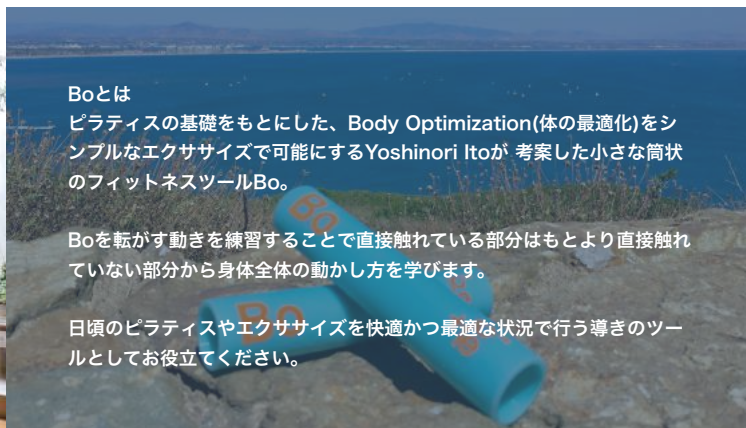 Boとは
ピラティスの基礎をもとにした、Body Optimization(体の最適化)をシ
ンプルなエクササイズで可能にするYoshinori Itoが 考案した小さな筒状
のフィットネスツールBo。
Boを転がす動きを練習することで直接触れている部分はもとより直接触れ
ていない部分から身体全体の動かし方を学びます。
日頃のピラティスやエクササイズを快適かつ最適な状況で行う導きのツー
ルとしてお役立てください。
Bo
Bo
Bo
Bo